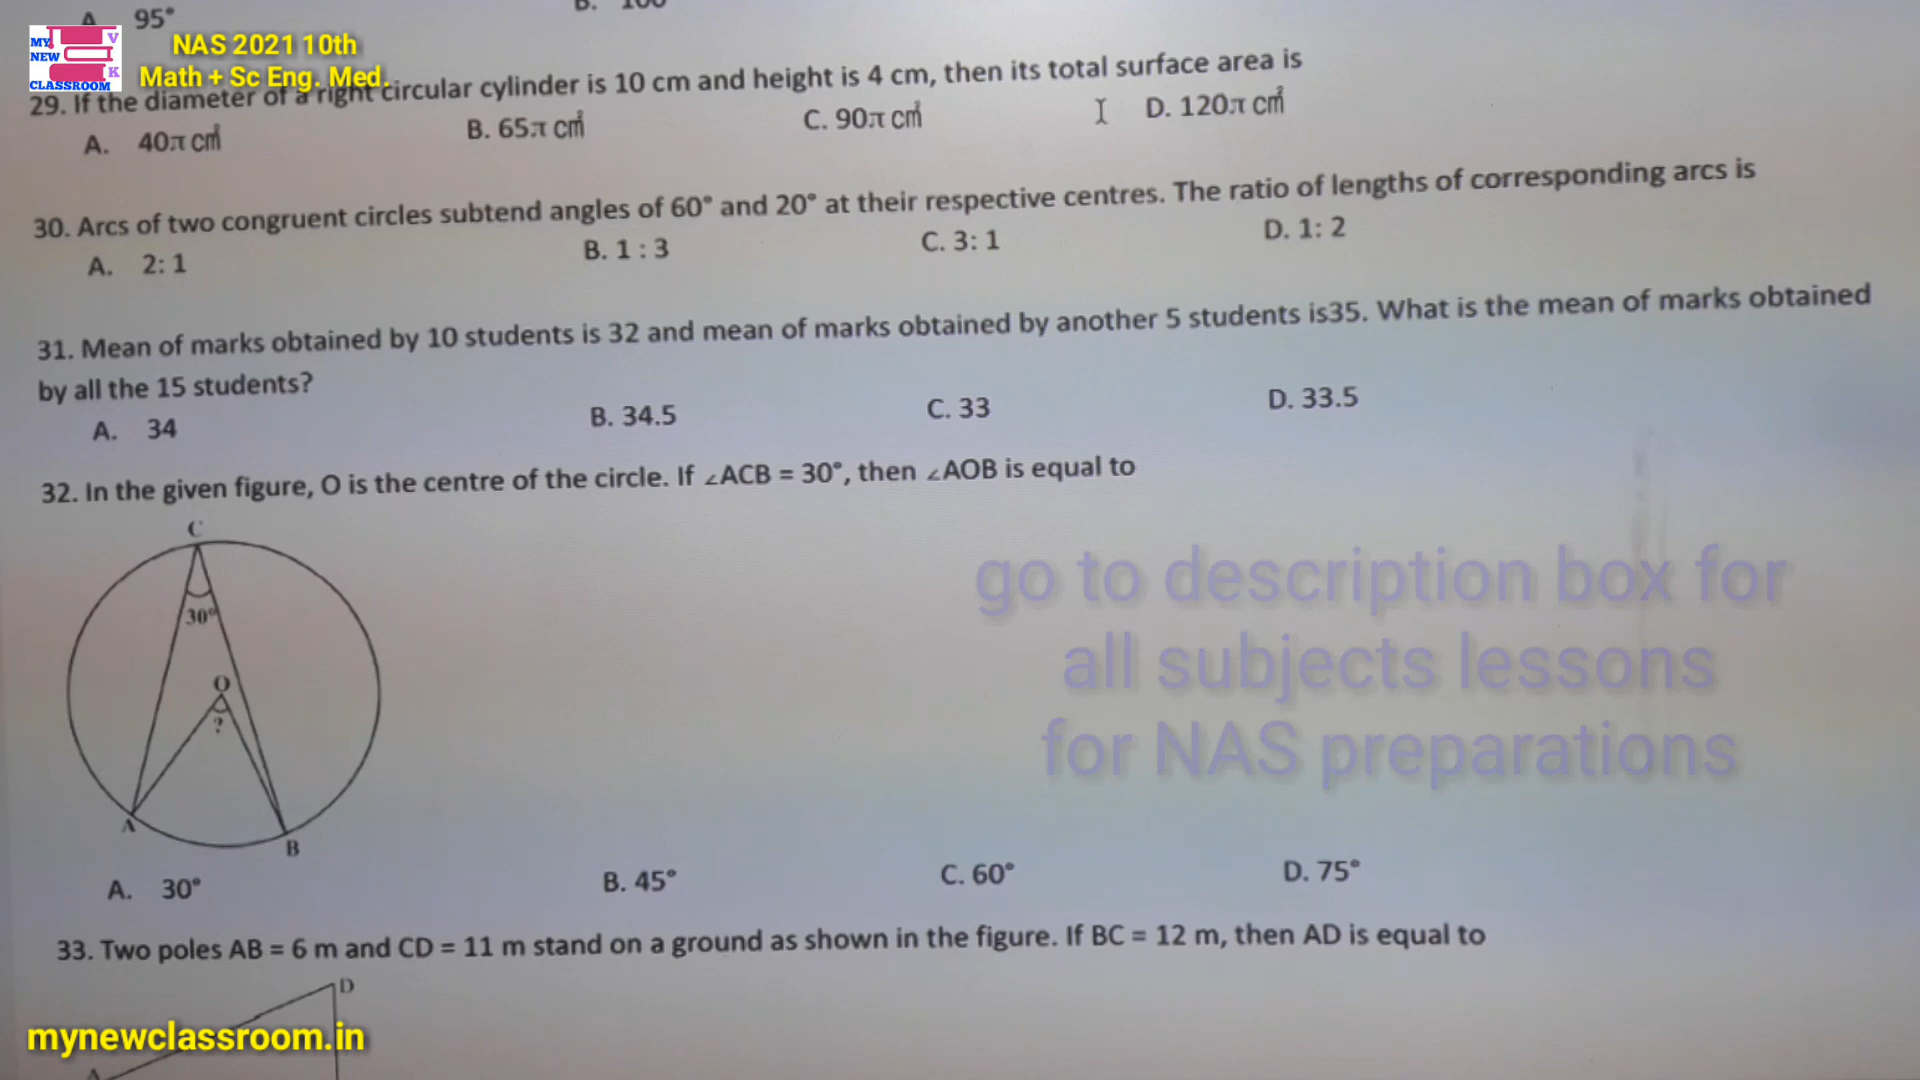 A 95°
MY V
NEW
K
CLASSROOM
NAS 2021 10th
Math + Sc Eng. Med.
29. If the diameter of a right circular cylinder is 10 cm and height is 4 cm, then its total surface area is
A. 40π cm² B. 65π cm² C. 90π cm² D. 120π cm²
30. Arcs of two congruent circles subtend angles of 60° and 20° at their respective centres. The ratio of lengths of corresponding arcs is
A. 2: 1 B. 1 : 3 C. 3: 1 D. 1: 2
31. Mean of marks obtained by 10 students is 32 and mean of marks obtained by another 5 students is35. What is the mean of marks obtained
by all the 15 students?
A. 34 B. 34.5 C. 33 D. 33.5
32. In the given figure, O is the centre of the circle. If ∠ACB = 30°, then ∠AOB is equal to
C
30°
O
?
A
B
go to description box for
all subjects lessons
for NAS preparations
A. 30° B. 45° C. 60° D. 75°
33. Two poles AB = 6 m and CD = 11 m stand on a ground as shown in the figure. If BC = 12 m, then AD is equal to
D
A
mynewclassroom.in